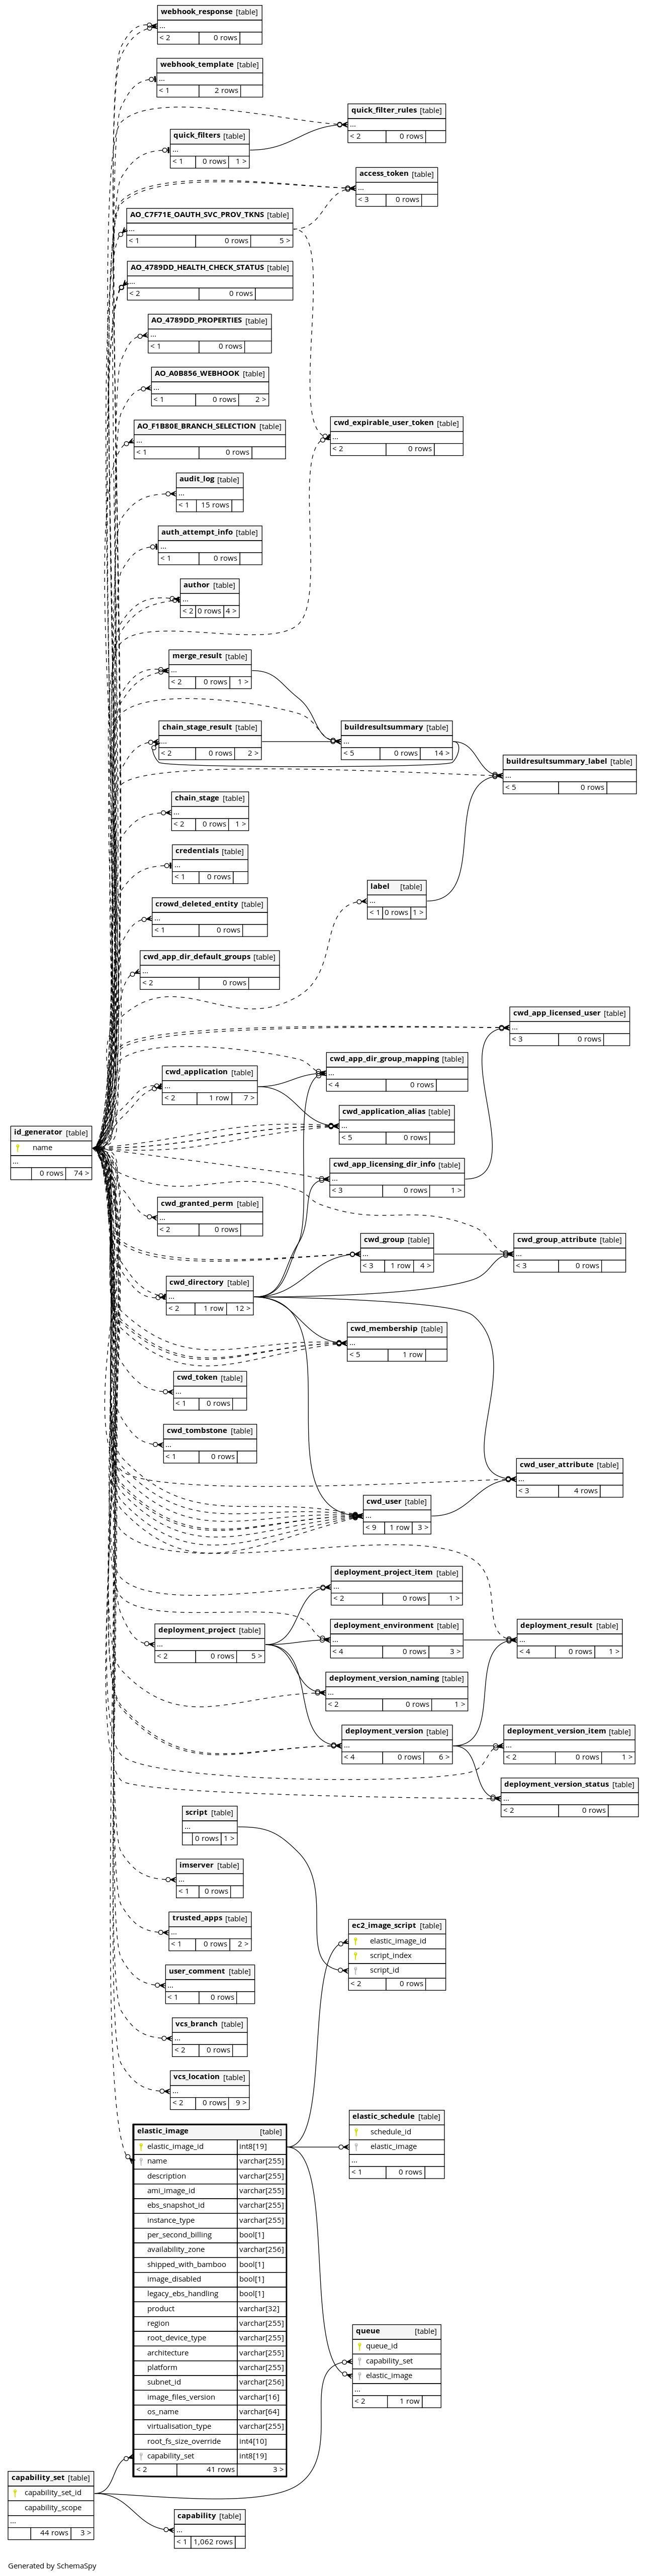 webhook_response [table]
...
< 2 0 rows
webhook_template [table]
...
< 1 2 rows
quick_filter_rules [table]
...
< 2 0 rows
quick_filters [table]
...
< 1 0 rows 1 >
access_token [table]
...
< 3 0 rows
AO_C7F71E_OAUTH_SVC_PROV_TKNS [table]
...
< 1 0 rows 5 >
AO_4789DD_HEALTH_CHECK_STATUS [table]
...
< 2 0 rows
AO_4789DD_PROPERTIES [table]
...
< 1 0 rows
AO_A0B856_WEBHOOK [table]
...
< 1 0 rows 2 >
AO_F1B80E_BRANCH_SELECTION [table]
...
< 1 0 rows
cwd_expirable_user_token [table]
...
< 2 0 rows
audit_log [table]
...
< 1 15 rows
auth_attempt_info [table]
...
< 1 0 rows
author [table]
...
< 2 0 rows 4 >
merge_result [table]
...
< 2 0 rows 1 >
chain_stage_result [table]
...
< 2 0 rows 2 >
buildresultsummary [table]
...
< 5 0 rows 14 >
buildresultsummary_label [table]
...
< 5 0 rows
chain_stage [table]
...
< 2 0 rows 1 >
credentials [table]
...
< 1 0 rows
label [table]
...
< 1 0 rows 1 >
crowd_deleted_entity [table]
...
< 1 0 rows
cwd_app_dir_default_groups [table]
...
< 2 0 rows
cwd_app_licensed_user [table]
...
< 3 0 rows
cwd_app_dir_group_mapping [table]
...
< 4 0 rows
cwd_application [table]
...
< 2 1 row 7 >
cwd_application_alias [table]
...
< 5 0 rows
id_generator [table]
name
...
0 rows 74 >
cwd_app_licensing_dir_info [table]
...
< 3 0 rows 1 >
cwd_granted_perm [table]
...
< 2 0 rows
cwd_group [table]
...
< 3 1 row 4 >
cwd_group_attribute [table]
...
< 3 0 rows
cwd_directory [table]
...
< 2 1 row 12 >
cwd_membership [table]
...
< 5 1 row
cwd_token [table]
...
< 1 0 rows
cwd_tombstone [table]
...
< 1 0 rows
cwd_user_attribute [table]
...
< 3 4 rows
cwd_user [table]
...
< 9 1 row 3 >
deployment_project_item [table]
...
< 2 0 rows 1 >
deployment_project [table]
...
< 2 0 rows 5 >
deployment_environment [table]
...
< 4 0 rows 3 >
deployment_result [table]
...
< 4 0 rows 1 >
deployment_version_naming [table]
...
< 2 0 rows 1 >
deployment_version [table]
...
< 4 0 rows 6 >
deployment_version_item [table]
...
< 2 0 rows 1 >
deployment_version_status [table]
...
< 2 0 rows
script [table]
...
0 rows 1 >
imserver [table]
...
< 1 0 rows
trusted_apps [table]
...
< 1 0 rows 2 >
ec2_image_script [table]
elastic_image_id
script_index
script_id
< 2 0 rows
user_comment [table]
...
< 1 0 rows
vcs_branch [table]
...
< 2 0 rows
vcs_location [table]
...
< 2 0 rows 9 >
elastic_schedule [table]
schedule_id
elastic_image
...
< 1 0 rows
elastic_image [table]
elastic_image_id int8[19]
name varchar[255]
description varchar[255]
ami_image_id varchar[255]
ebs_snapshot_id varchar[255]
instance_type varchar[255]
per_second_billing bool[1]
availability_zone varchar[256]
shipped_with_bamboo bool[1]
image_disabled bool[1]
legacy_ebs_handling bool[1]
product varchar[32]
region varchar[255]
root_device_type varchar[255]
architecture varchar[255]
platform varchar[255]
subnet_id varchar[256]
image_files_version varchar[16]
os_name varchar[64]
virtualisation_type varchar[255]
root_fs_size_override int4[10]
capability_set int8[19]
< 2 41 rows 3 >
queue [table]
queue_id
capability_set
elastic_image
...
< 2 1 row
capability_set [table]
capability_set_id
capability_scope
...
44 rows 3 >
capability [table]
...
< 1 1,062 rows
Generated by SchemaSpy